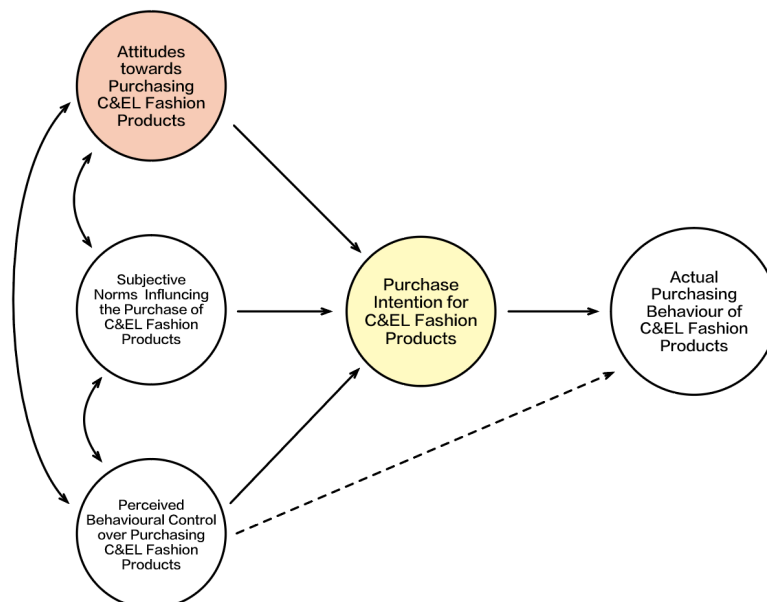 Attitudes
towards
Purchasing
C&EL Fashion
Products
Subjective
Norms Influncing
the Purchase of
C&EL Fashion
Products
Perceived
Behavioural Control
over Purchasing
C&EL Fashion
Products
Purchase
Intention for
C&EL Fashion
Products
Actual
Purchasing
Behaviour of
C&EL Fashion
Products